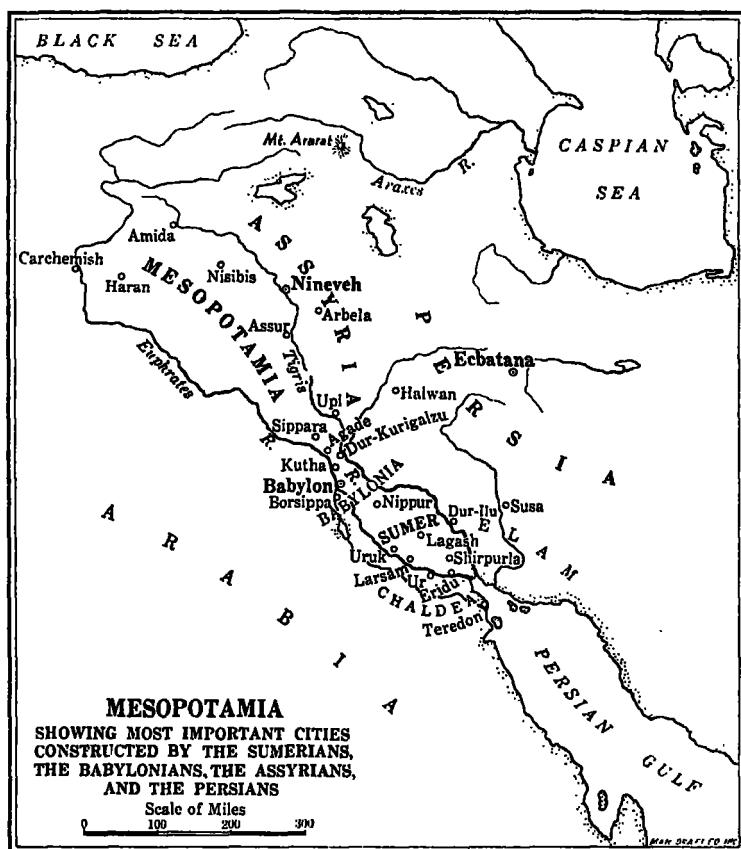 BLACK SEA
CASPIAN
SEA
Mt. Ararat
Araxes R.
ASSYRIA
Amida
Carchemish
Haran
Nisibis
MESOPOTAMIA
Nineveh
Arbela
Assur
Tigris
Euphrates R.
PERSIA
Ecbatana
Halwan
Upi
Sippara
Agade
Dur-Kurigalzu
Kutha
R.
Babylon
BABYLONIA
Borsippa
Nippur
Dur-Ilu
Susa
ELAM
SUMER
Lagash
Uruk
Shirpurla
Larsam
Ur
Eridu
CHALDEA
Teredon
ARABIA
PERSIAN GULF
MESOPOTAMIA
SHOWING MOST IMPORTANT CITIES
CONSTRUCTED BY THE SUMERIANS,
THE BABYLONIANS, THE ASSYRIANS,
AND THE PERSIANS
Scale of Miles
0 100 200 300